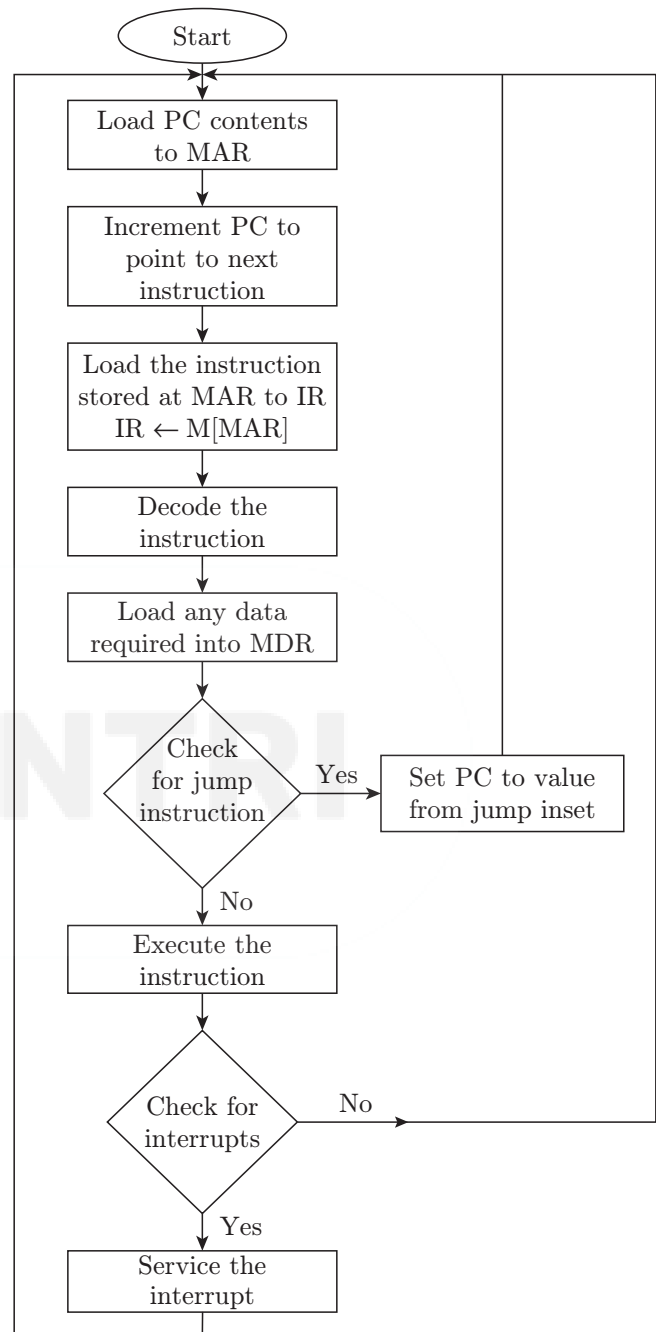 Start
Load PC contents
to MAR
Increment PC to
point to next
instruction
Load the instruction
stored at MAR to IR
IR ← M[MAR]
Decode the
instruction
Load any data
required into MDR
Check
for jump
instruction
Yes
Set PC to value
from jump inset
No
Execute the
instruction
Check for
interrupts
No
Yes
Service the
interrupt
NTRI